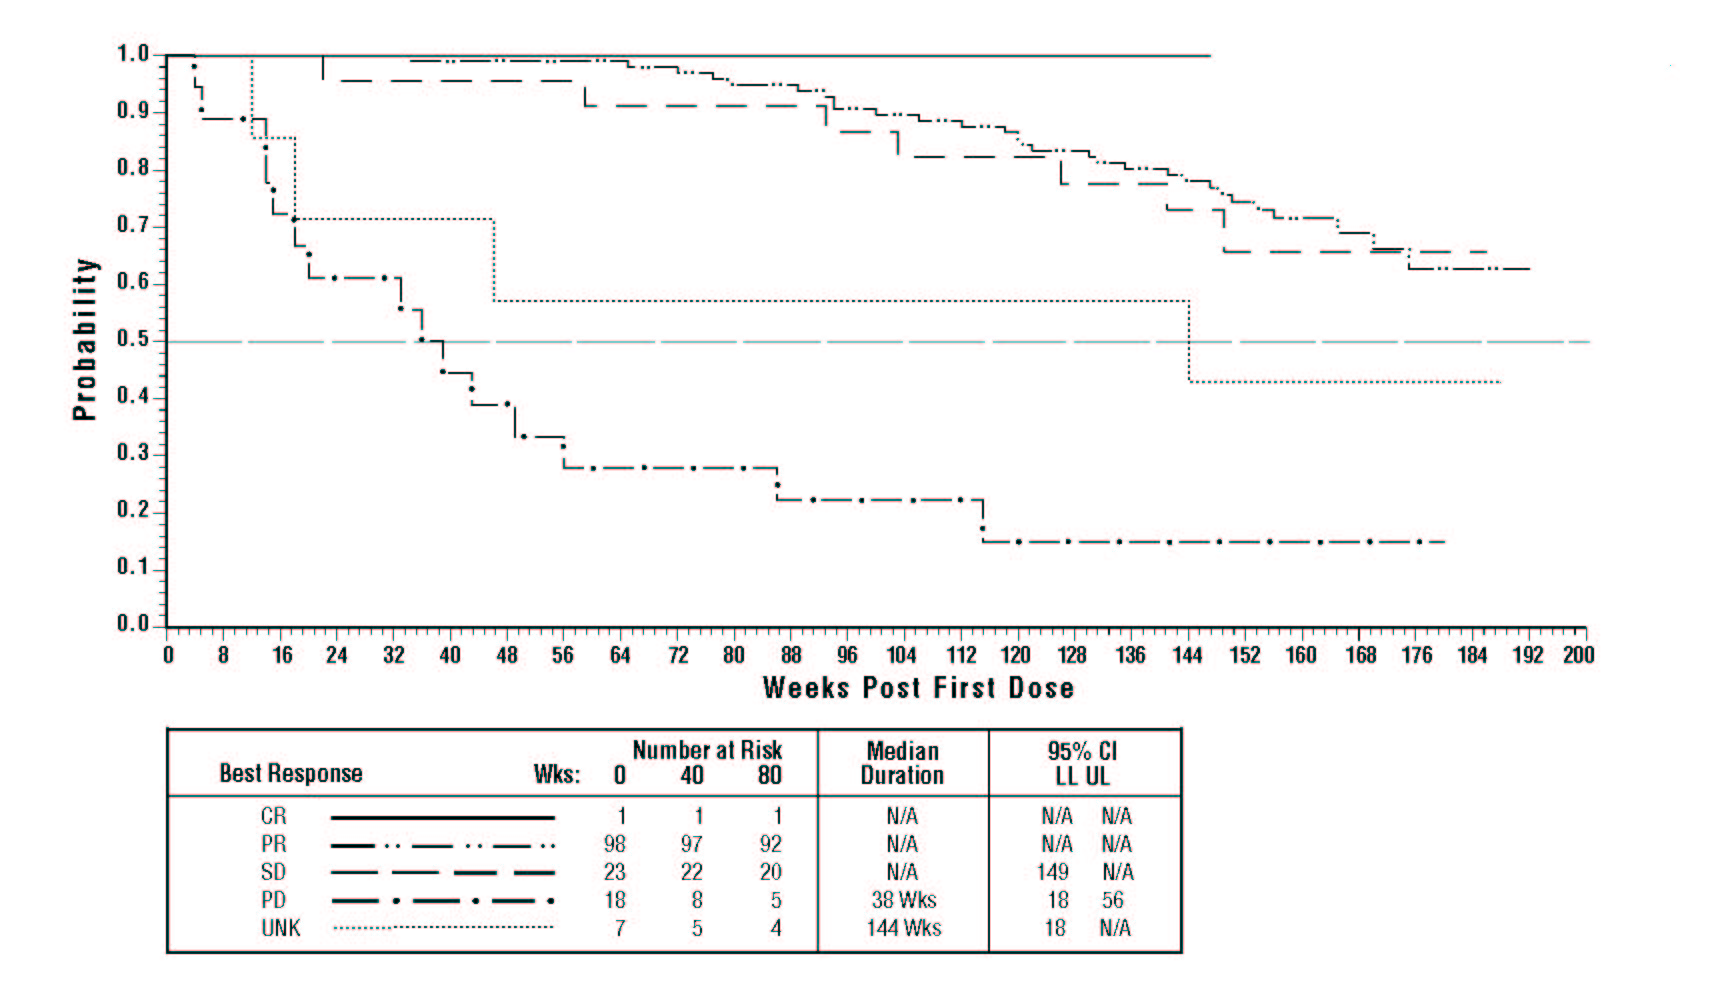 1.0
0.9
0.8
0.7
0.6
0.5
0.4
0.3
0.2
0.1
0.0
Probability
0 8 16 24 32 40 48 56 64 72 80 88 96 104 112 120 128 136 144 152 160 168 176 184 192 200
Weeks Post First Dose
Number at Risk Median 95% CI
Best Response Wks: 0 40 80 Duration LL UL
CR 1 1 1 N/A N/A N/A
PR 98 97 92 N/A N/A N/A
SD 23 22 20 N/A 149 N/A
PD 18 8 5 38 Wks 18 56
UNK 7 5 4 144 Wks 18 N/A